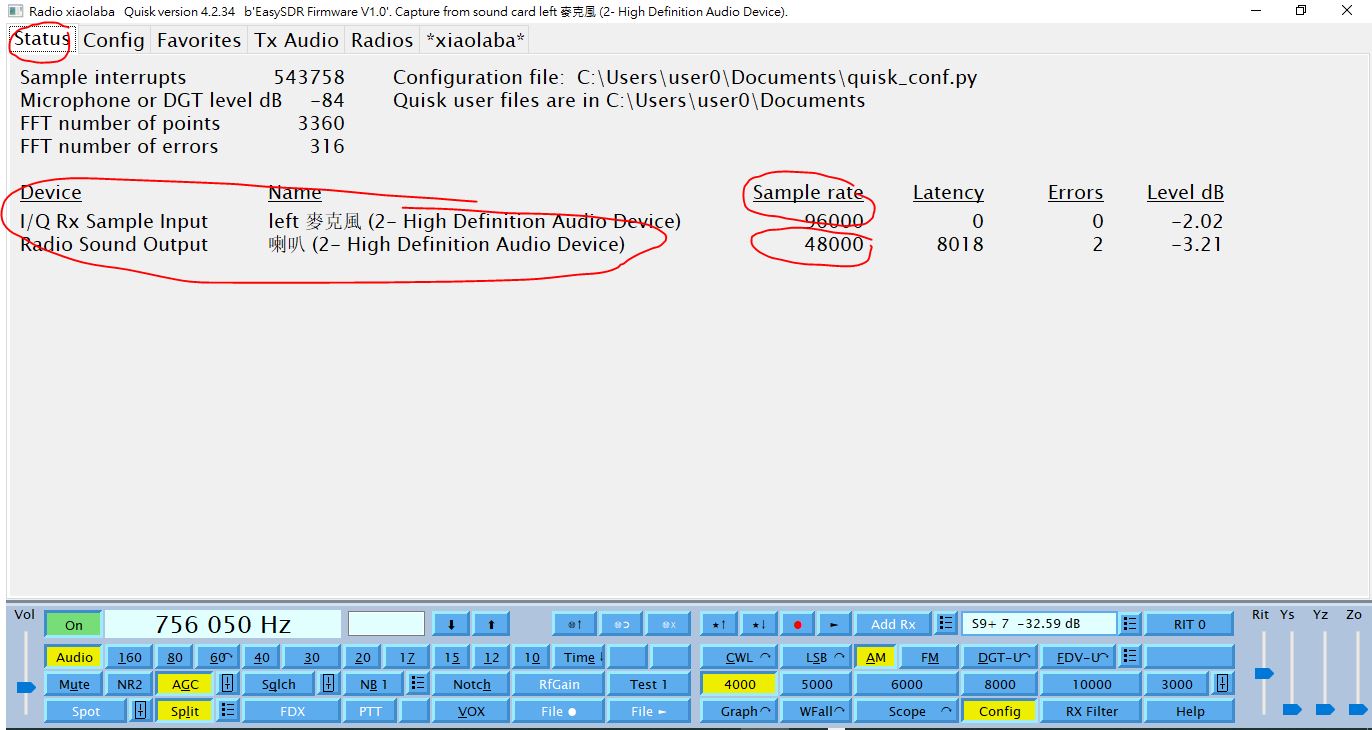 Radio xiaolaba Quisk version 4.2.34 b'EasySDR Firmware V1.0'. Capture from sound card left 麥克風 (2- High Definition Audio Device).
Status Config Favorites Tx Audio Radios *xiaolaba*
Sample interrupts 543758 Configuration file: C:\Users\user0\Documents\quisk_conf.py
Microphone or DGT level dB -84 Quisk user files are in C:\Users\user0\Documents
FFT number of points 3360
FFT number of errors 316
Device Name Sample rate Latency Errors Level dB
I/Q Rx Sample Input left 麥克風 (2- High Definition Audio Device) 96000 0 0 -2.02
Radio Sound Output 喇叭 (2- High Definition Audio Device) 48000 8018 2 -3.21
Vol On 756 050 Hz Add Rx S9+ 7 -32.59 dB RIT 0 Rit Ys Yz Zo
Audio 160 80 60 40 30 20 17 15 12 10 Time CWL LSB AM FM DGT-U FDV-U
Mute NR2 AGC Sqlch NB 1 Notch RfGain Test 1 4000 5000 6000 8000 10000 3000
Spot Split FDX PTT VOX File ● File ► Graph WFall Scope Config RX Filter Help